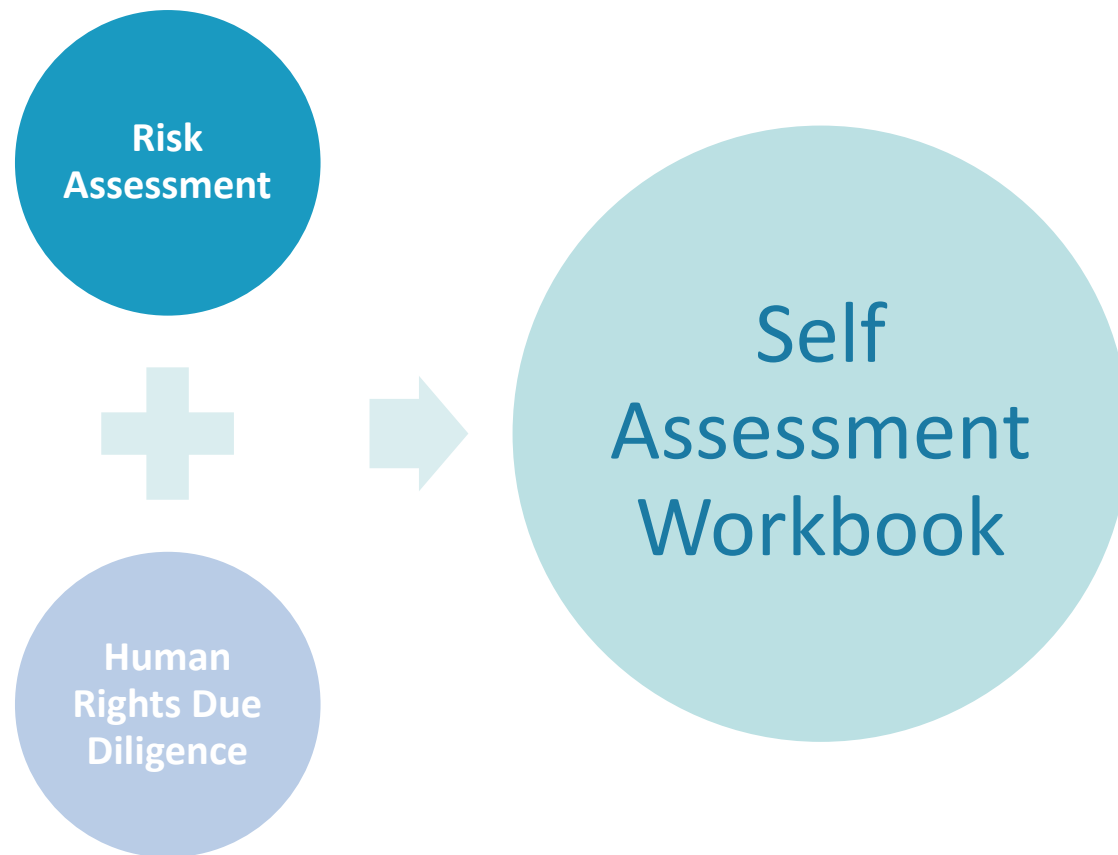 Risk
Assessment
Human
Rights Due
Diligence
Self
Assessment
Workbook